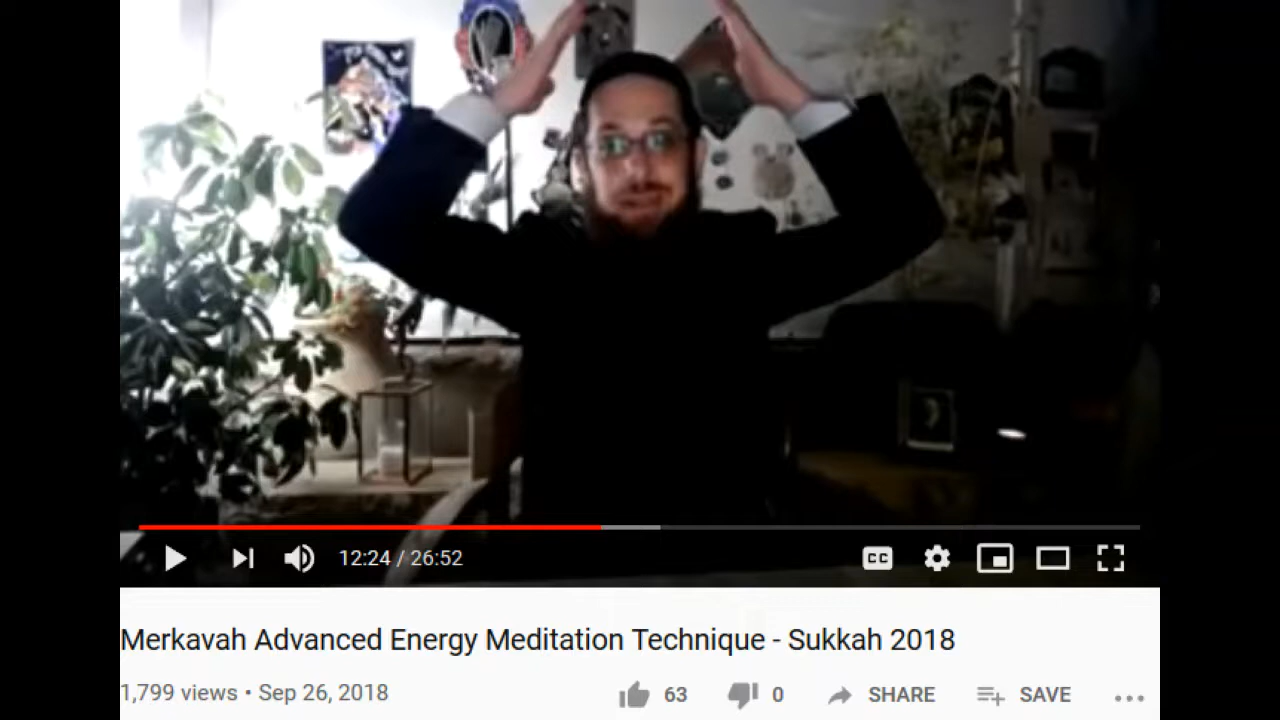 12:24 / 26:52
CC
Merkavah Advanced Energy Meditation Technique - Sukkah 2018
1,799 views • Sep 26, 2018
63
0
SHARE
SAVE